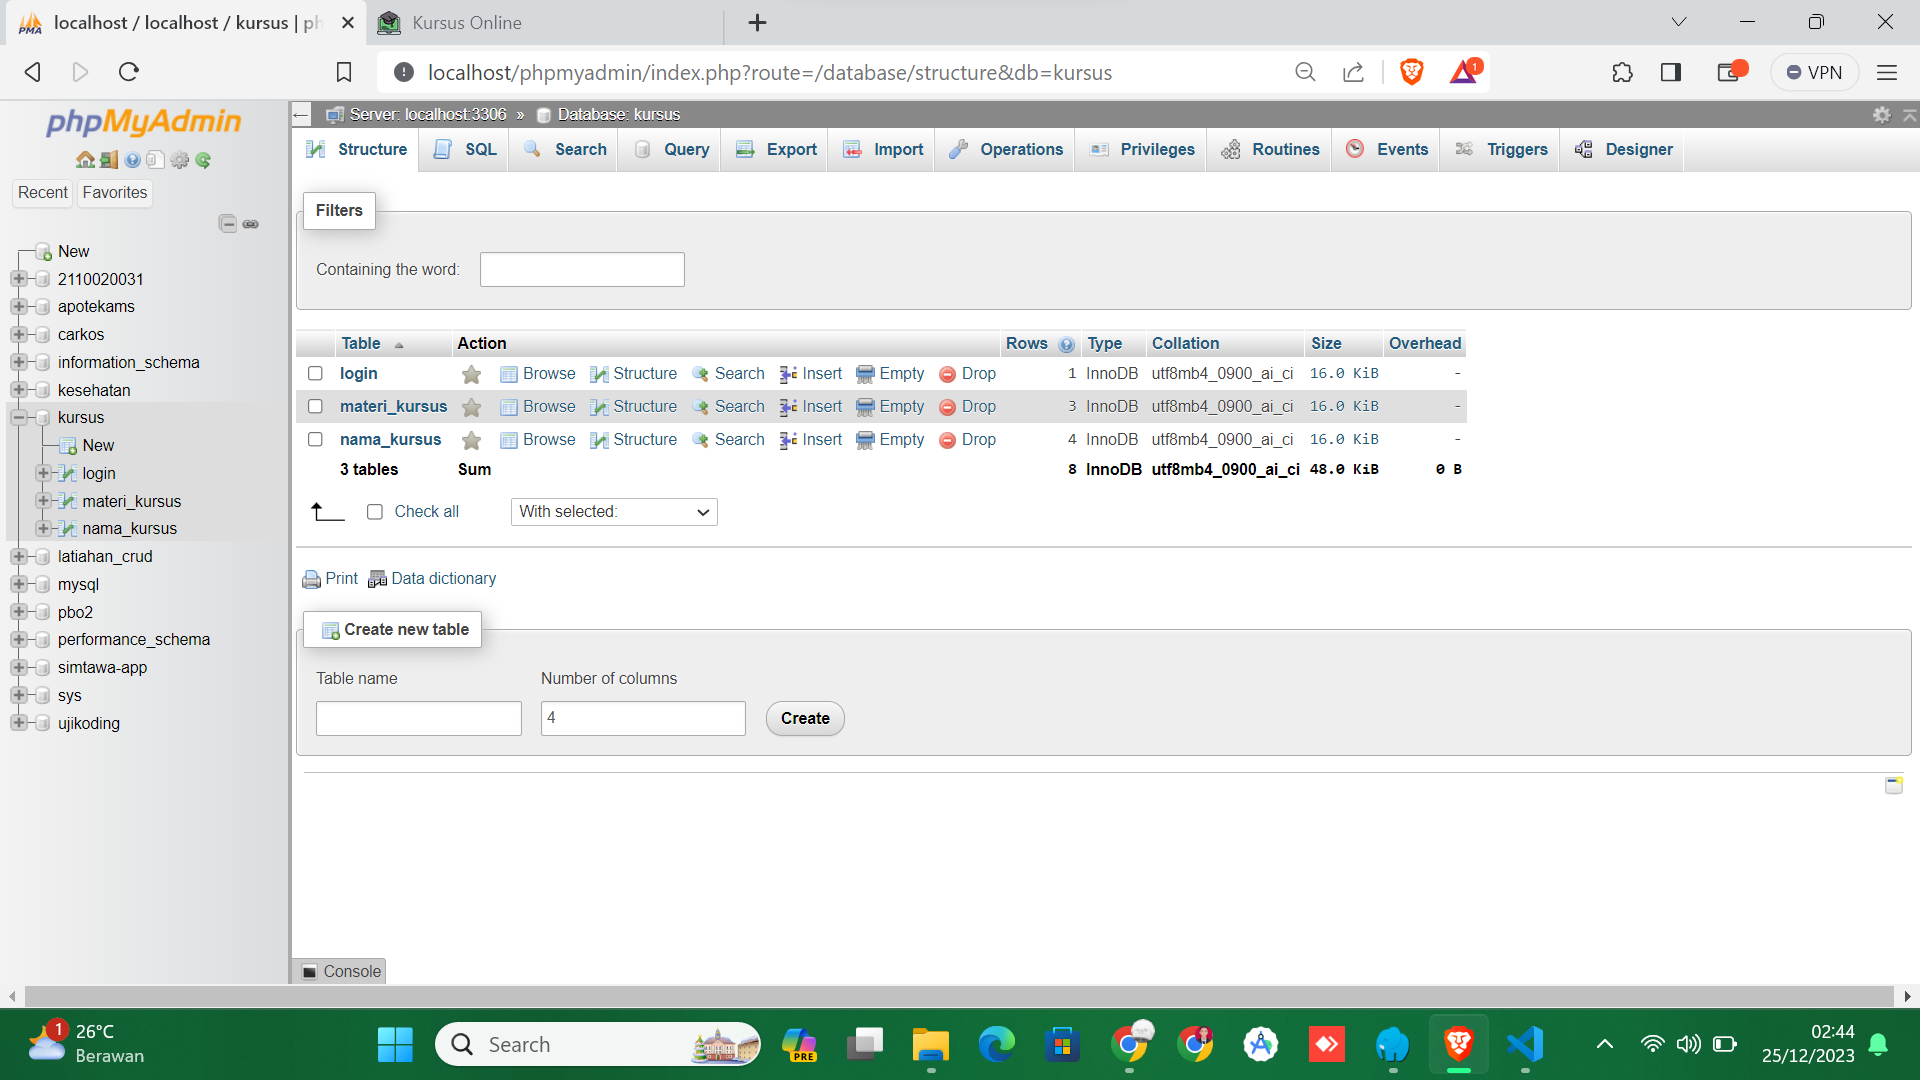 localhost / localhost / kursus | ph
Kursus Online
localhost/phpmyadmin/index.php?route=/database/structure&db=kursus
1
VPN
phpMyAdmin
Recent
Favorites
New
2110020031
apotekams
carkos
information_schema
kesehatan
kursus
New
login
materi_kursus
nama_kursus
latiahan_crud
mysql
pbo2
performance_schema
simtawa-app
sys
ujikoding
Server: localhost:3306 » Database: kursus
Structure SQL Search Query Export Import Operations Privileges Routines Events Triggers Designer
Filters
Containing the word:
Table Action Rows Type Collation Size Overhead
login Browse Structure Search Insert Empty Drop 1 InnoDB utf8mb4_0900_ai_ci 16.0 KiB -
materi_kursus Browse Structure Search Insert Empty Drop 3 InnoDB utf8mb4_0900_ai_ci 16.0 KiB -
nama_kursus Browse Structure Search Insert Empty Drop 4 InnoDB utf8mb4_0900_ai_ci 16.0 KiB -
3 tables Sum 8 InnoDB utf8mb4_0900_ai_ci 48.0 KiB 0 B
Check all With selected:
Print Data dictionary
Create new table
Table name Number of columns
4 Create
Console
1
26°C
Berawan
Search
PRE
02:44
25/12/2023